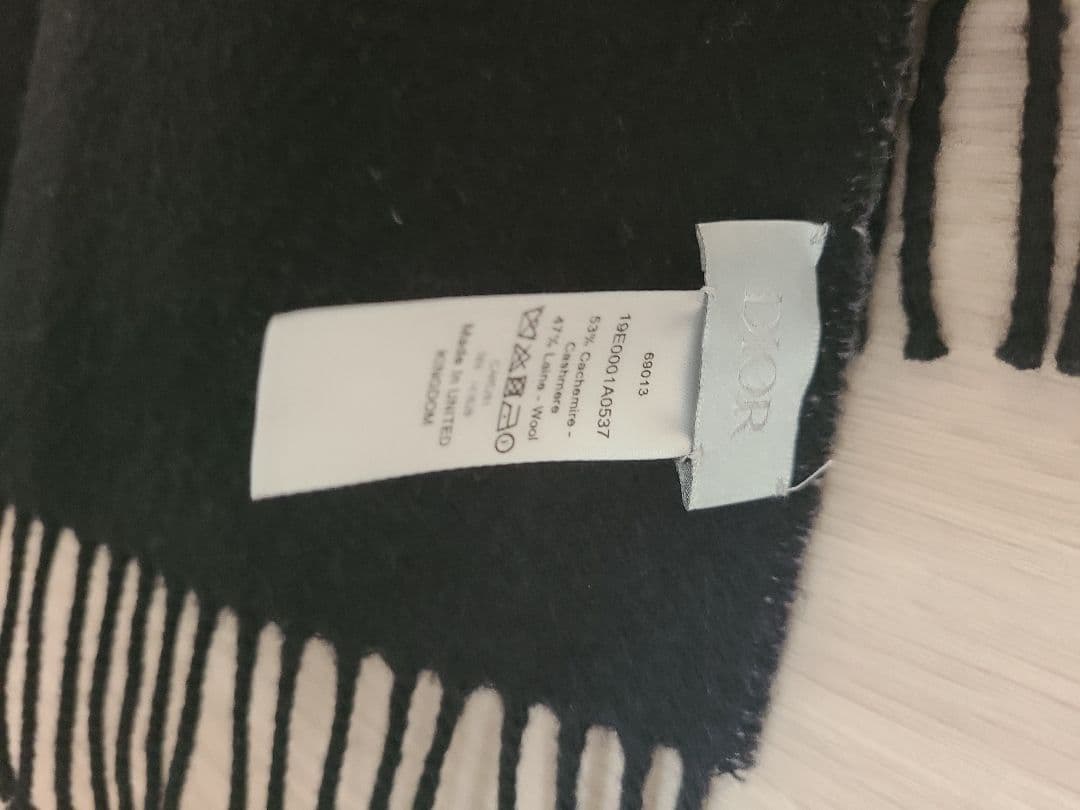 DIOR
69013
19E0001A0537
53% Cachemire -
Cashmere
47% Laine - Wool
Made in UNITED
KINGDOM